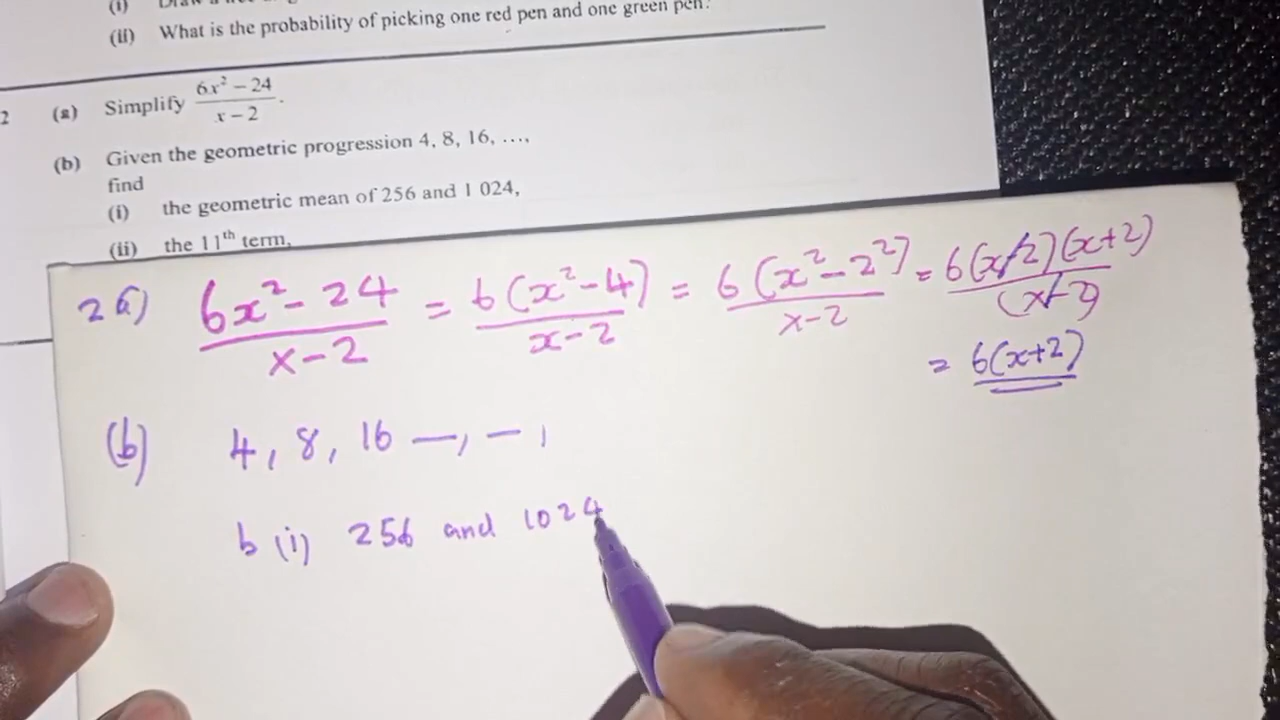 (i) Draw a
(ii) What is the probability of picking one red pen and one green pen?
2 (a) Simplify (6x² − 24)/(x − 2).
(b) Given the geometric progression 4, 8, 16, ...,
find
(i) the geometric mean of 256 and 1 024,
(ii) the 11th term,
2a) (6x² − 24)/(x − 2) = 6(x² − 4)/(x − 2) = 6(x² − 2²)/(x − 2) = 6(x − 2)(x + 2)/(x − 2)
= 6(x + 2)
(b) 4, 8, 16 —, —,
b (i) 256 and 1024